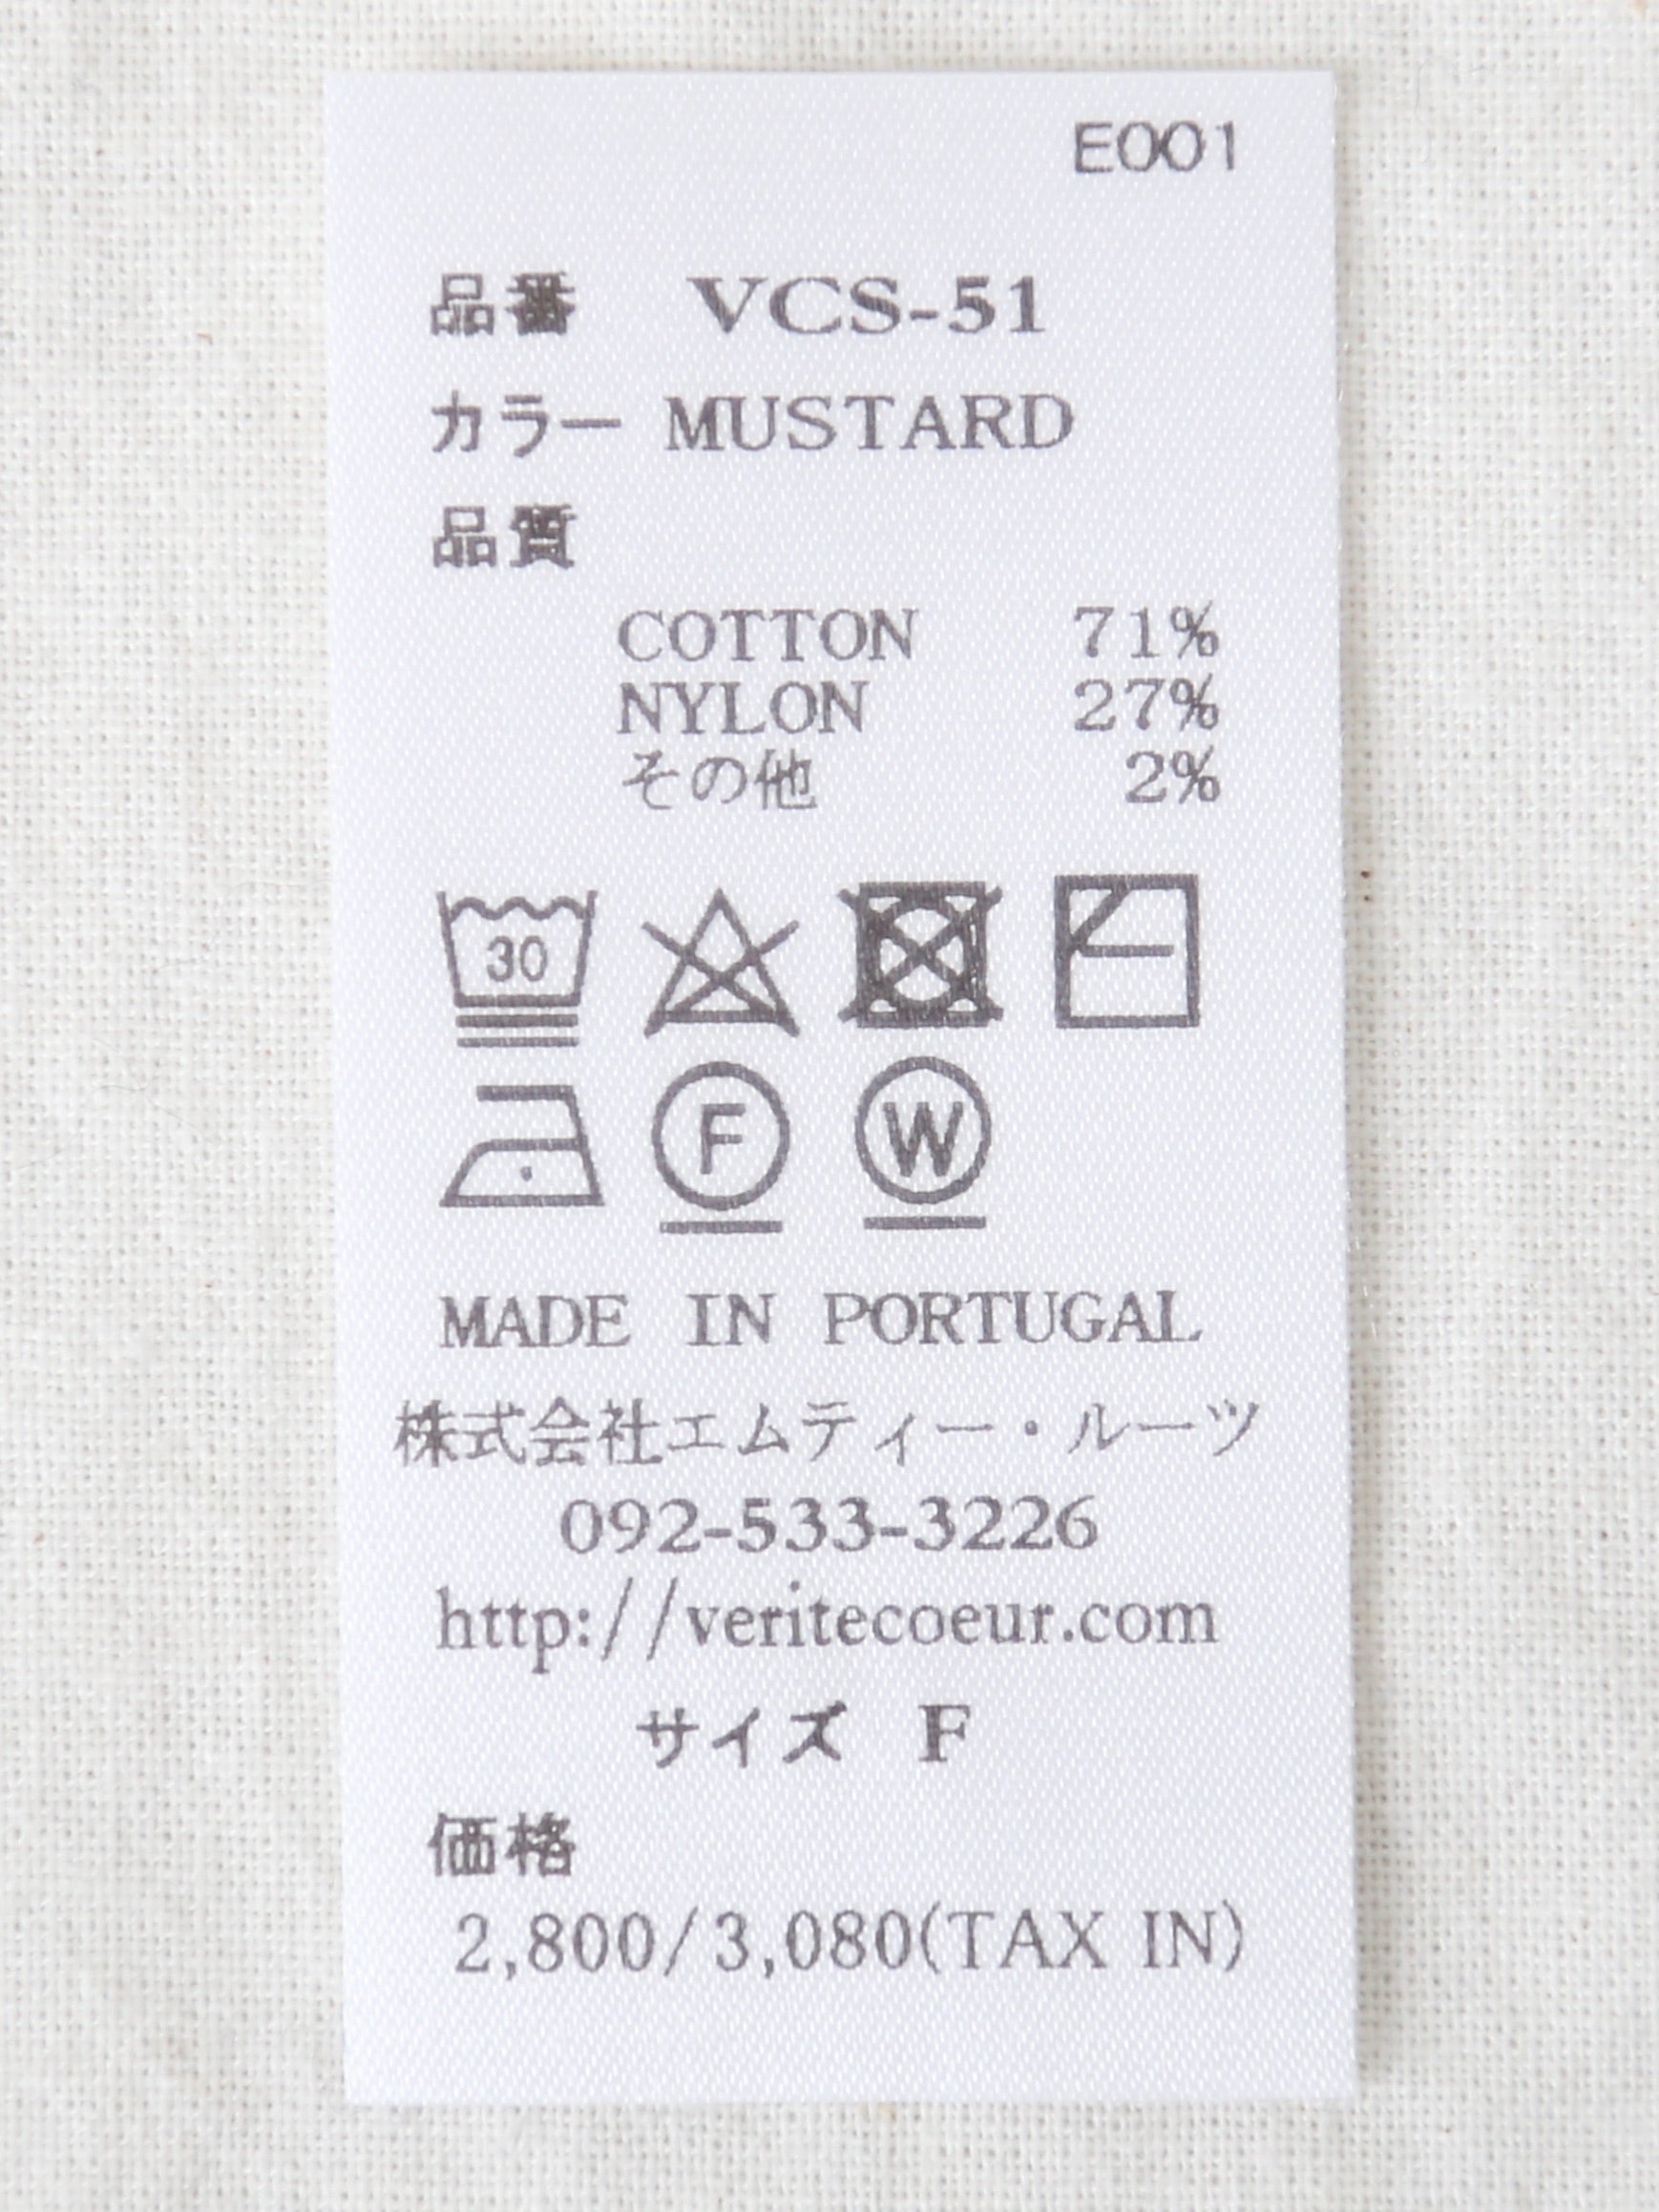 E001
品番 VCS-51
カラー MUSTARD
品質
COTTON 71%
NYLON 27%
その他 2%
30
F W
MADE IN PORTUGAL
株式会社エムティー・ルーツ
092-533-3226
http://veritecoeur.com
サイズ F
価格
2,800/3,080(TAX IN)